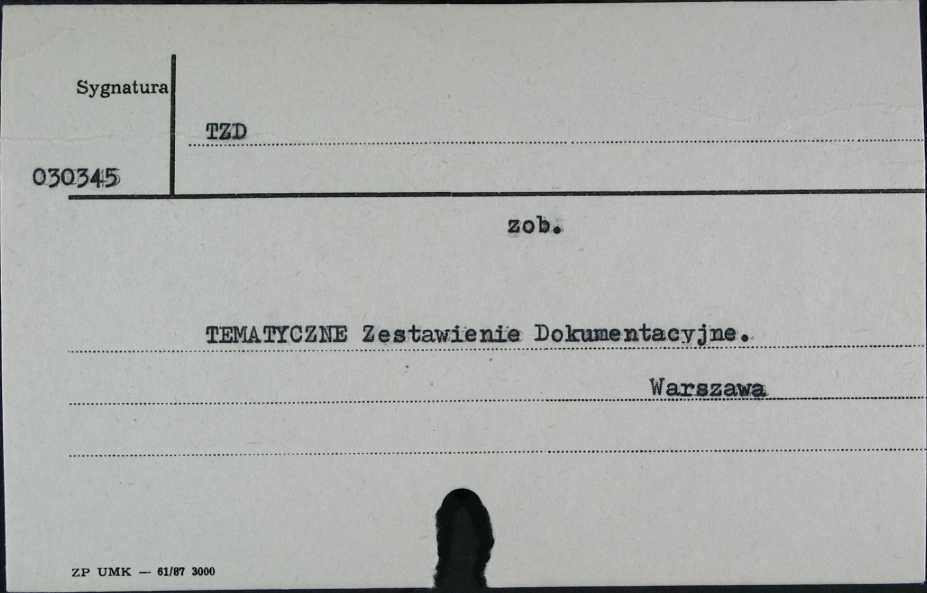 Sygnatura
TZD
030345
zob.
TEMATYCZNE Zestawienie Dokumentacyjne.
Warszawa
ZP UMK — 61/87 3000